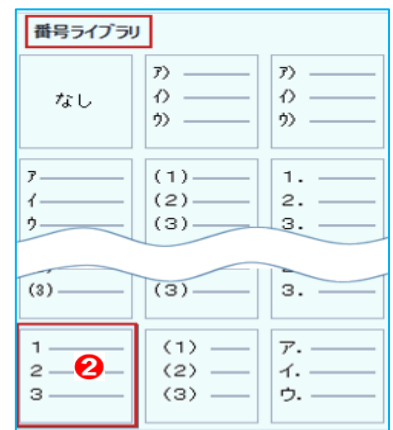 番号ライブラリ
なし
ア)
イ)
ウ)
ア)
イ)
ウ)
ア
イ
ウ
(1)
(2)
(3)
1.
2.
3.
(3)
(3)
3.
1
2
3
❷
(1)
(2)
(3)
ア.
イ.
ウ.